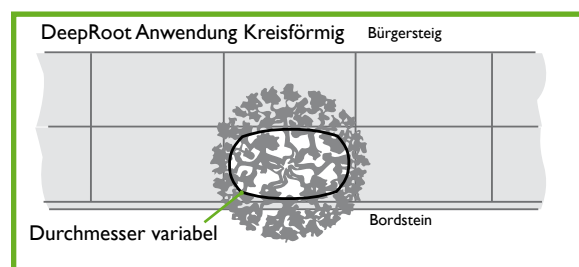 DeepRoot Anwendung Kreisförmig
Bürgersteig
Bordstein
Durchmesser variabel